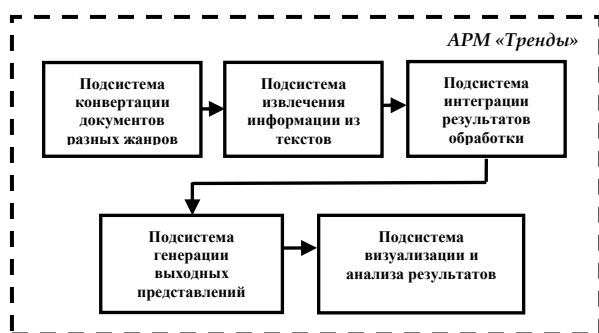 АРМ «Тренды»
Подсистема
конвертации
документов
разных жанров
Подсистема
извлечения
информации из
текстов
Подсистема
интеграции
результатов
обработки
Подсистема
генерации
выходных
представлений
Подсистема
визуализации и
анализа результатов